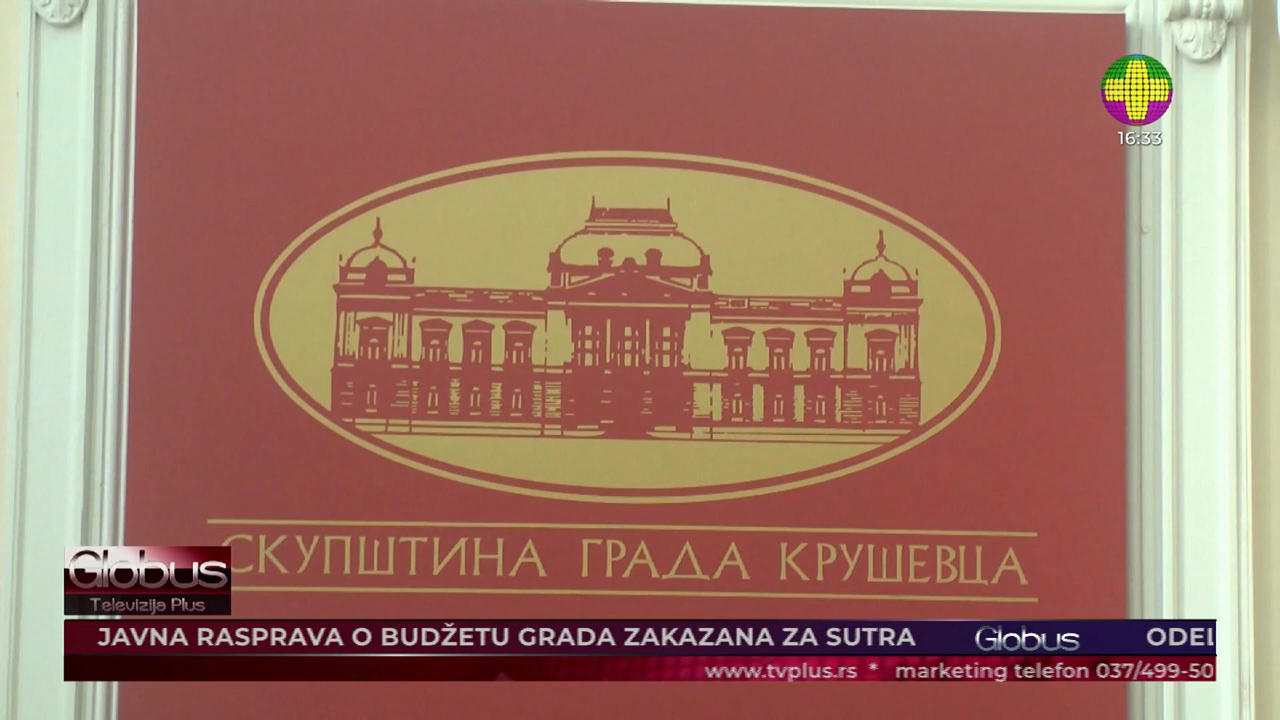 16:33
СКУПШТИНА ГРАДА КРУШЕВЦА
Globus
Televizija Plus
JAVNA RASPRAVA O BUDŽETU GRADA ZAKAZANA ZA SUTRA Globus
www.tvplus.rs * marketing telefon 037/499-50